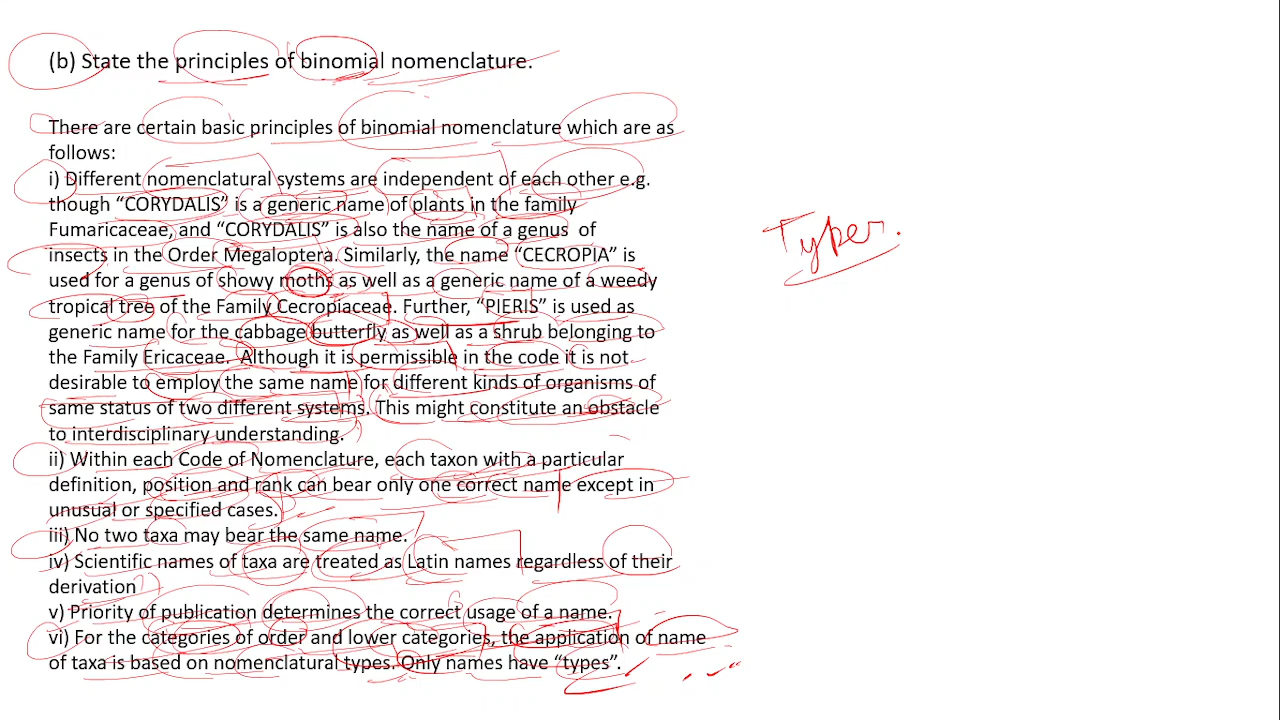 (b) State the principles of binomial nomenclature.
There are certain basic principles of binomial nomenclature which are as
follows:
i) Different nomenclatural systems are independent of each other e.g.
though “CORYDALIS” is a generic name of plants in the family
Fumaricaceae, and “CORYDALIS” is also the name of a genus of
insects in the Order Megaloptera. Similarly, the name “CECROPIA” is
used for a genus of showy moths as well as a generic name of a weedy
tropical tree of the Family Cecropiaceae. Further, “PIERIS” is used as
generic name for the cabbage butterfly as well as a shrub belonging to
the Family Ericaceae. Although it is permissible in the code it is not
desirable to employ the same name for different kinds of organisms of
same status of two different systems. This might constitute an obstacle
to interdisciplinary understanding.
ii) Within each Code of Nomenclature, each taxon with a particular
definition, position and rank can bear only one correct name except in
unusual or specified cases.
iii) No two taxa may bear the same name.
iv) Scientific names of taxa are treated as Latin names regardless of their
derivation
v) Priority of publication determines the correct usage of a name.
vi) For the categories of order and lower categories, the application of name
of taxa is based on nomenclatural types. Only names have “types”.
Types.